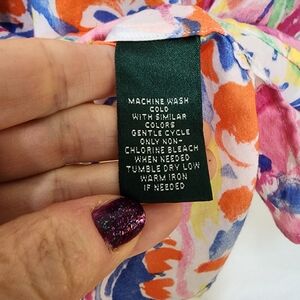 MACHINE WASH
COLD
WITH SIMILAR
COLORS
GENTLE CYCLE
ONLY NON-
CHLORINE BLEACH
WHEN NEEDED
TUMBLE DRY LOW
WARM IRON
IF NEEDED